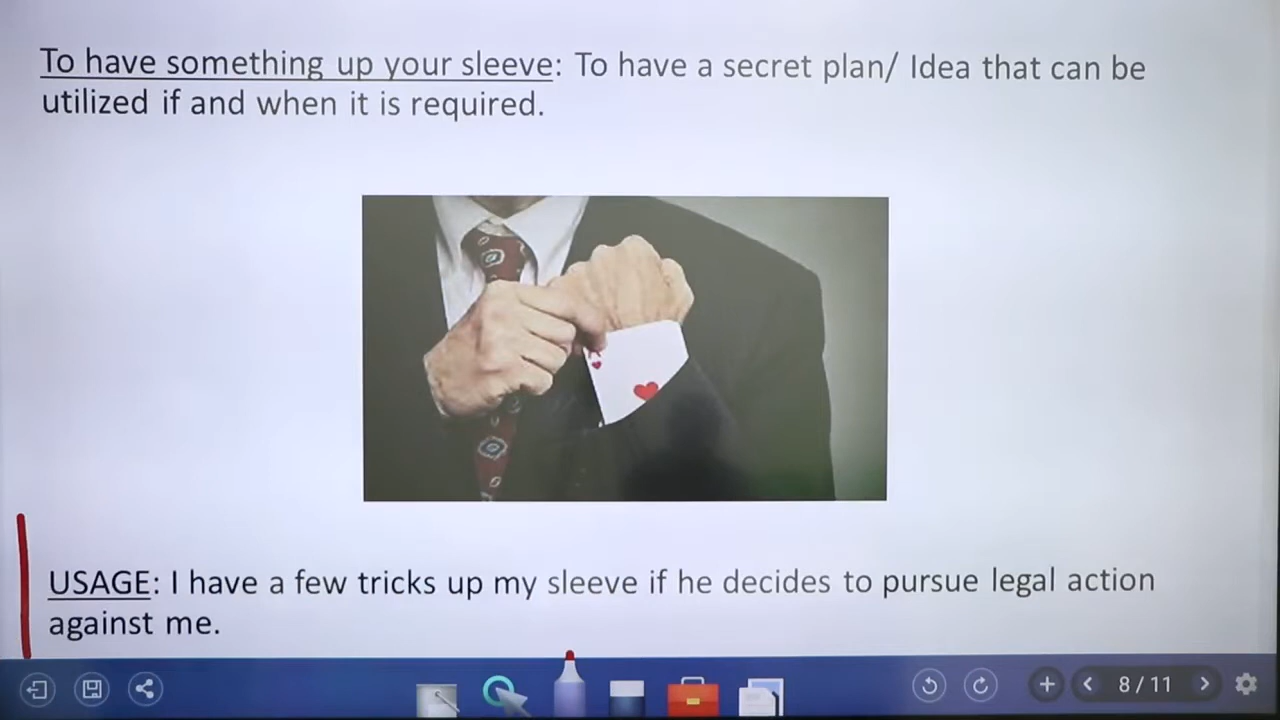 To have something up your sleeve: To have a secret plan/ Idea that can be
utilized if and when it is required.
A
USAGE: I have a few tricks up my sleeve if he decides to pursue legal action
against me.
8 / 11